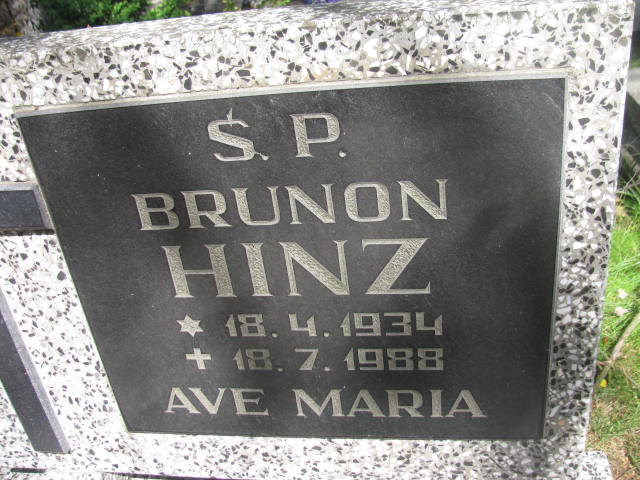 Ś. P.
BRUNON
HINZ
* 18. 4. 1934
+ 18. 7. 1988
AVE MARIA